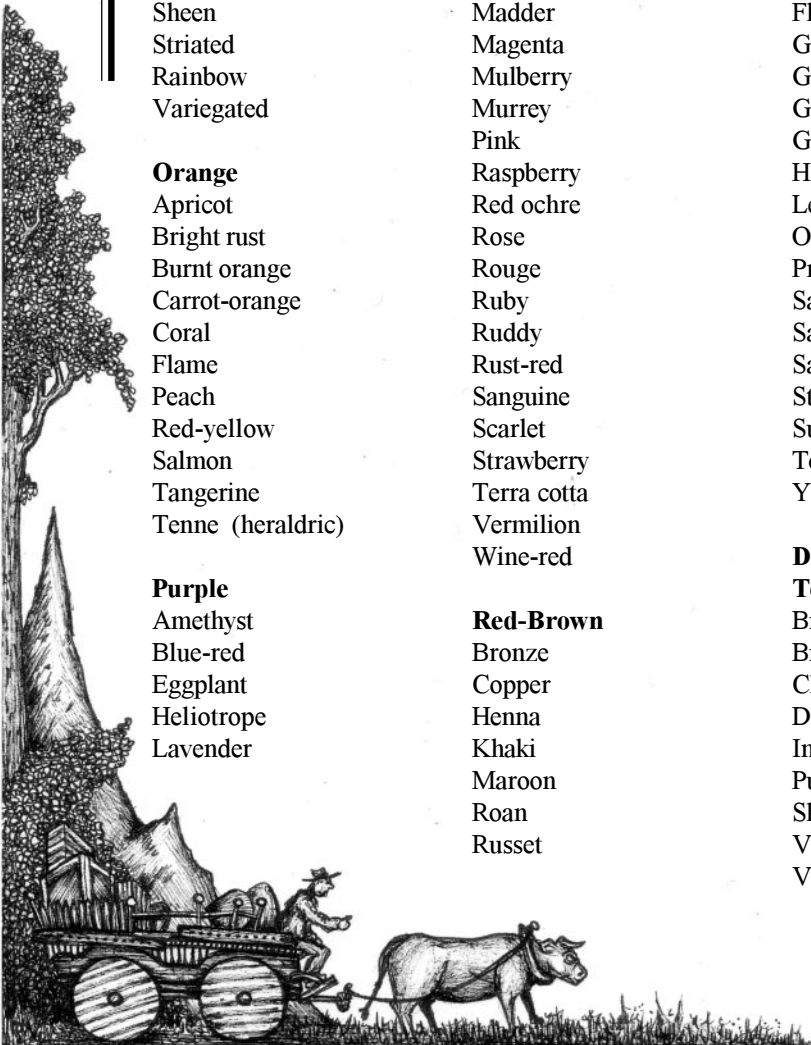 Sheen
Striated
Rainbow
Variegated
Orange
Apricot
Bright rust
Burnt orange
Carrot-orange
Coral
Flame
Peach
Red-yellow
Salmon
Tangerine
Tenne (heraldric)
Purple
Amethyst
Blue-red
Eggplant
Heliotrope
Lavender
Madder
Magenta
Mulberry
Murrey
Pink
Raspberry
Red ochre
Rose
Rouge
Ruby
Ruddy
Rust-red
Sanguine
Scarlet
Strawberry
Terra cotta
Vermilion
Wine-red
Red-Brown
Bronze
Copper
Henna
Khaki
Maroon
Roan
Russet